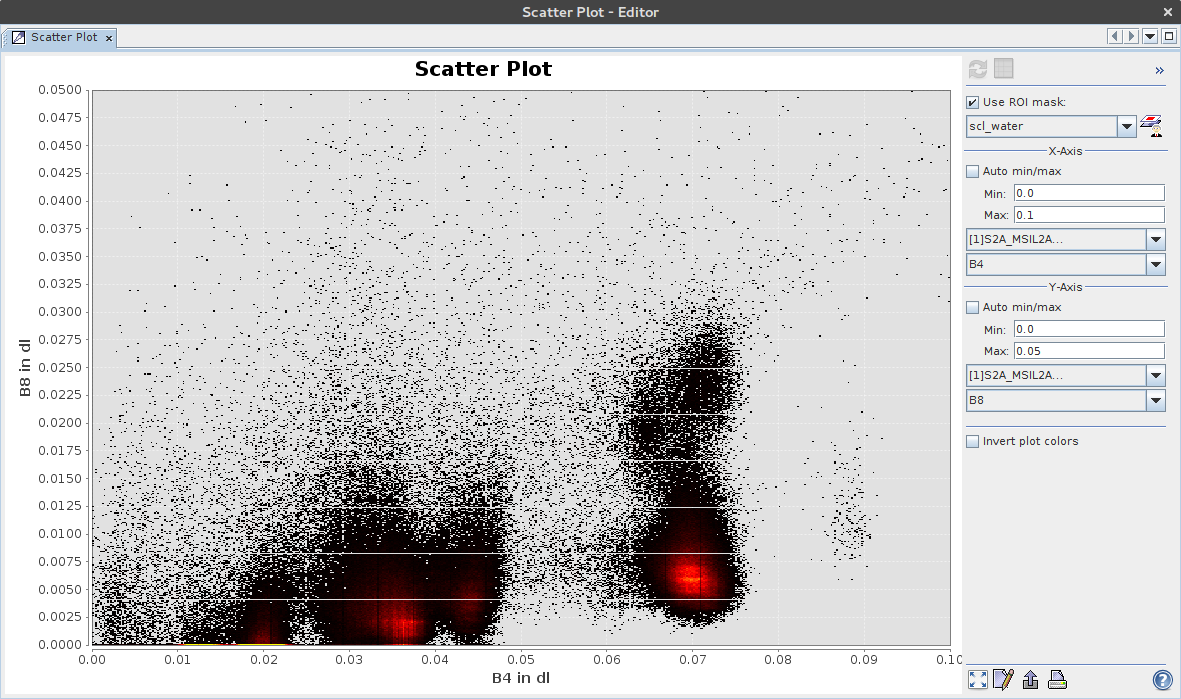 Scatter Plot - Editor
Scatter Plot
Scatter Plot
0.0500
0.0475
0.0450
0.0425
0.0400
0.0375
0.0350
0.0325
0.0300
0.0275
0.0250
0.0225
0.0200
0.0175
0.0150
0.0125
0.0100
0.0075
0.0050
0.0025
0.0000
B8 in dl
0.00 0.01 0.02 0.03 0.04 0.05 0.06 0.07 0.08 0.09 0.10
B4 in dl
Use ROI mask:
scl_water
X-Axis
Auto min/max
Min: 0.0
Max: 0.1
[1]S2A_MSIL2A...
B4
Y-Axis
Auto min/max
Min: 0.0
Max: 0.05
[1]S2A_MSIL2A...
B8
Invert plot colors